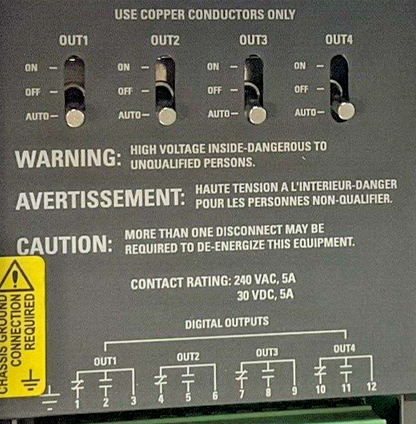 USE COPPER CONDUCTORS ONLY
OUT1 OUT2 OUT3 OUT4
ON – ON – ON – ON –
OFF – OFF – OFF – OFF –
AUTO – AUTO – AUTO – AUTO –
WARNING: HIGH VOLTAGE INSIDE-DANGEROUS TO
UNQUALIFIED PERSONS.
AVERTISSEMENT: HAUTE TENSION A L'INTERIEUR-DANGER
POUR LES PERSONNES NON-QUALIFIER.
CAUTION: MORE THAN ONE DISCONNECT MAY BE
REQUIRED TO DE-ENERGIZE THIS EQUIPMENT.
CHASSIS GROUND
CONNECTION
REQUIRED
CONTACT RATING: 240 VAC, 5A
30 VDC, 5A
DIGITAL OUTPUTS
OUT1 OUT2 OUT3 OUT4
1 2 3 4 5 6 7 8 9 10 11 12